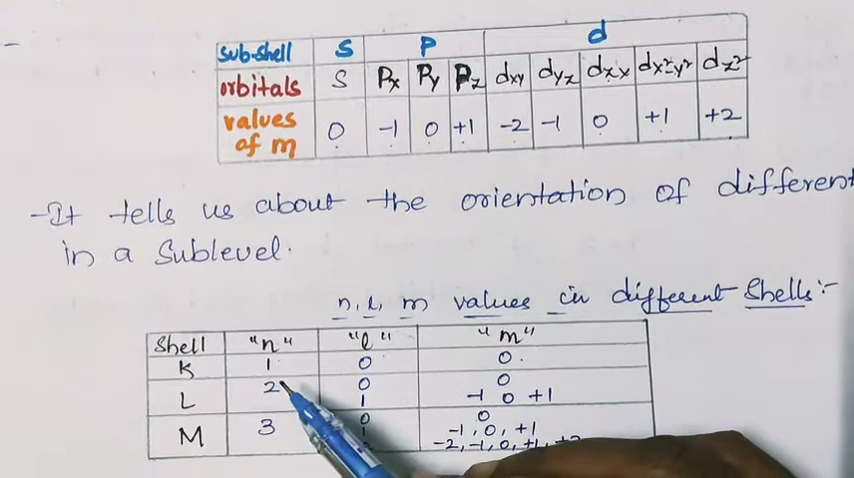 Sub-shell S P d
orbitals S Px Py Pz dxy dyz dxx dx²-y² dz²
values of m 0 -1 0 +1 -2 -1 0 +1 +2
-It tells us about the orientation of different
in a Sublevel.
n, l, m values in different Shells:-
Shell "n" "l" "m"
K 1 0 0.
L 2 0 0
1 -1 0 +1
M 3 0 0
1 -1, 0, +1
-2, -1, 0, +1,